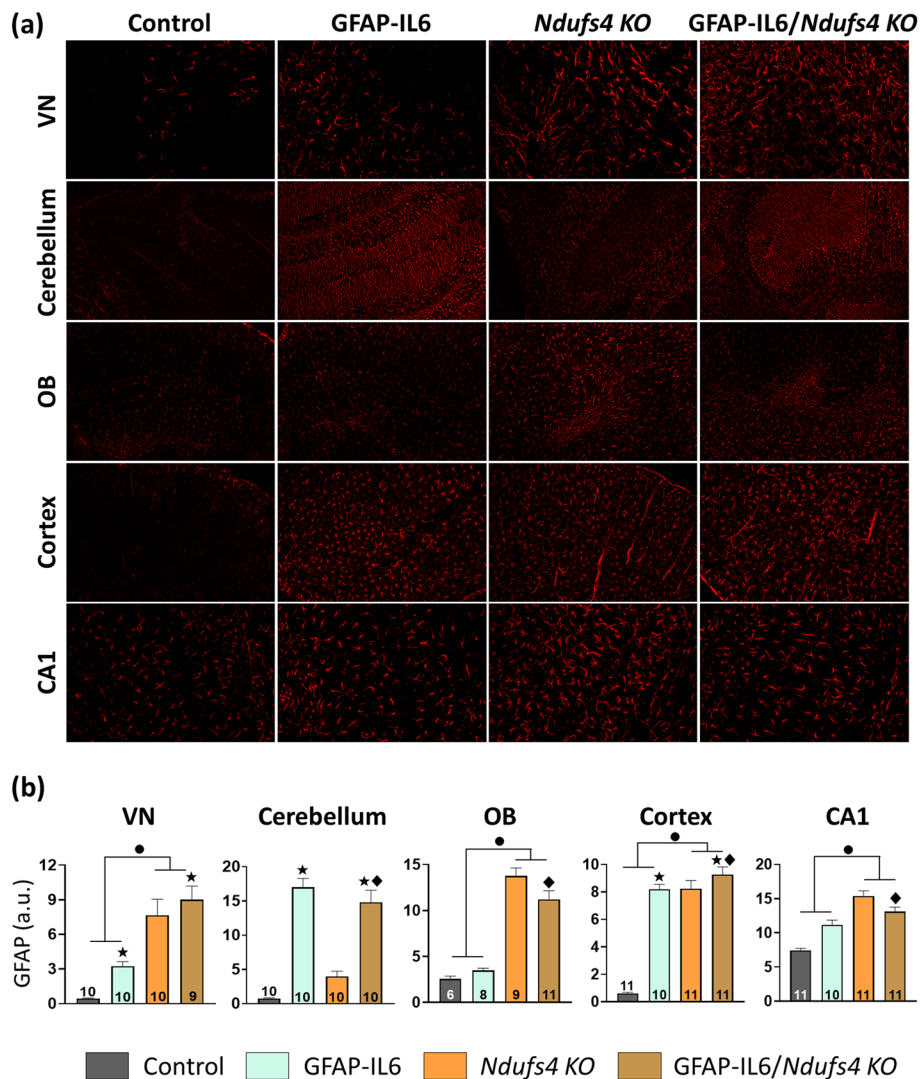 (a)
Control GFAP-IL6 Ndufs4 KO GFAP-IL6/Ndufs4 KO
VN
Cerebellum
OB
Cortex
CA1
(b)
VN Cerebellum OB Cortex CA1
GFAP (a.u.)
12
9
6
3
0
10 10 10 9
20
15
10
5
0
10 10 10 10
15
10
5
0
6 8 9 11
10
8
6
4
2
0
11 10 11 11
20
15
10
5
0
11 10 11 11
Control GFAP-IL6 Ndufs4 KO GFAP-IL6/Ndufs4 KO